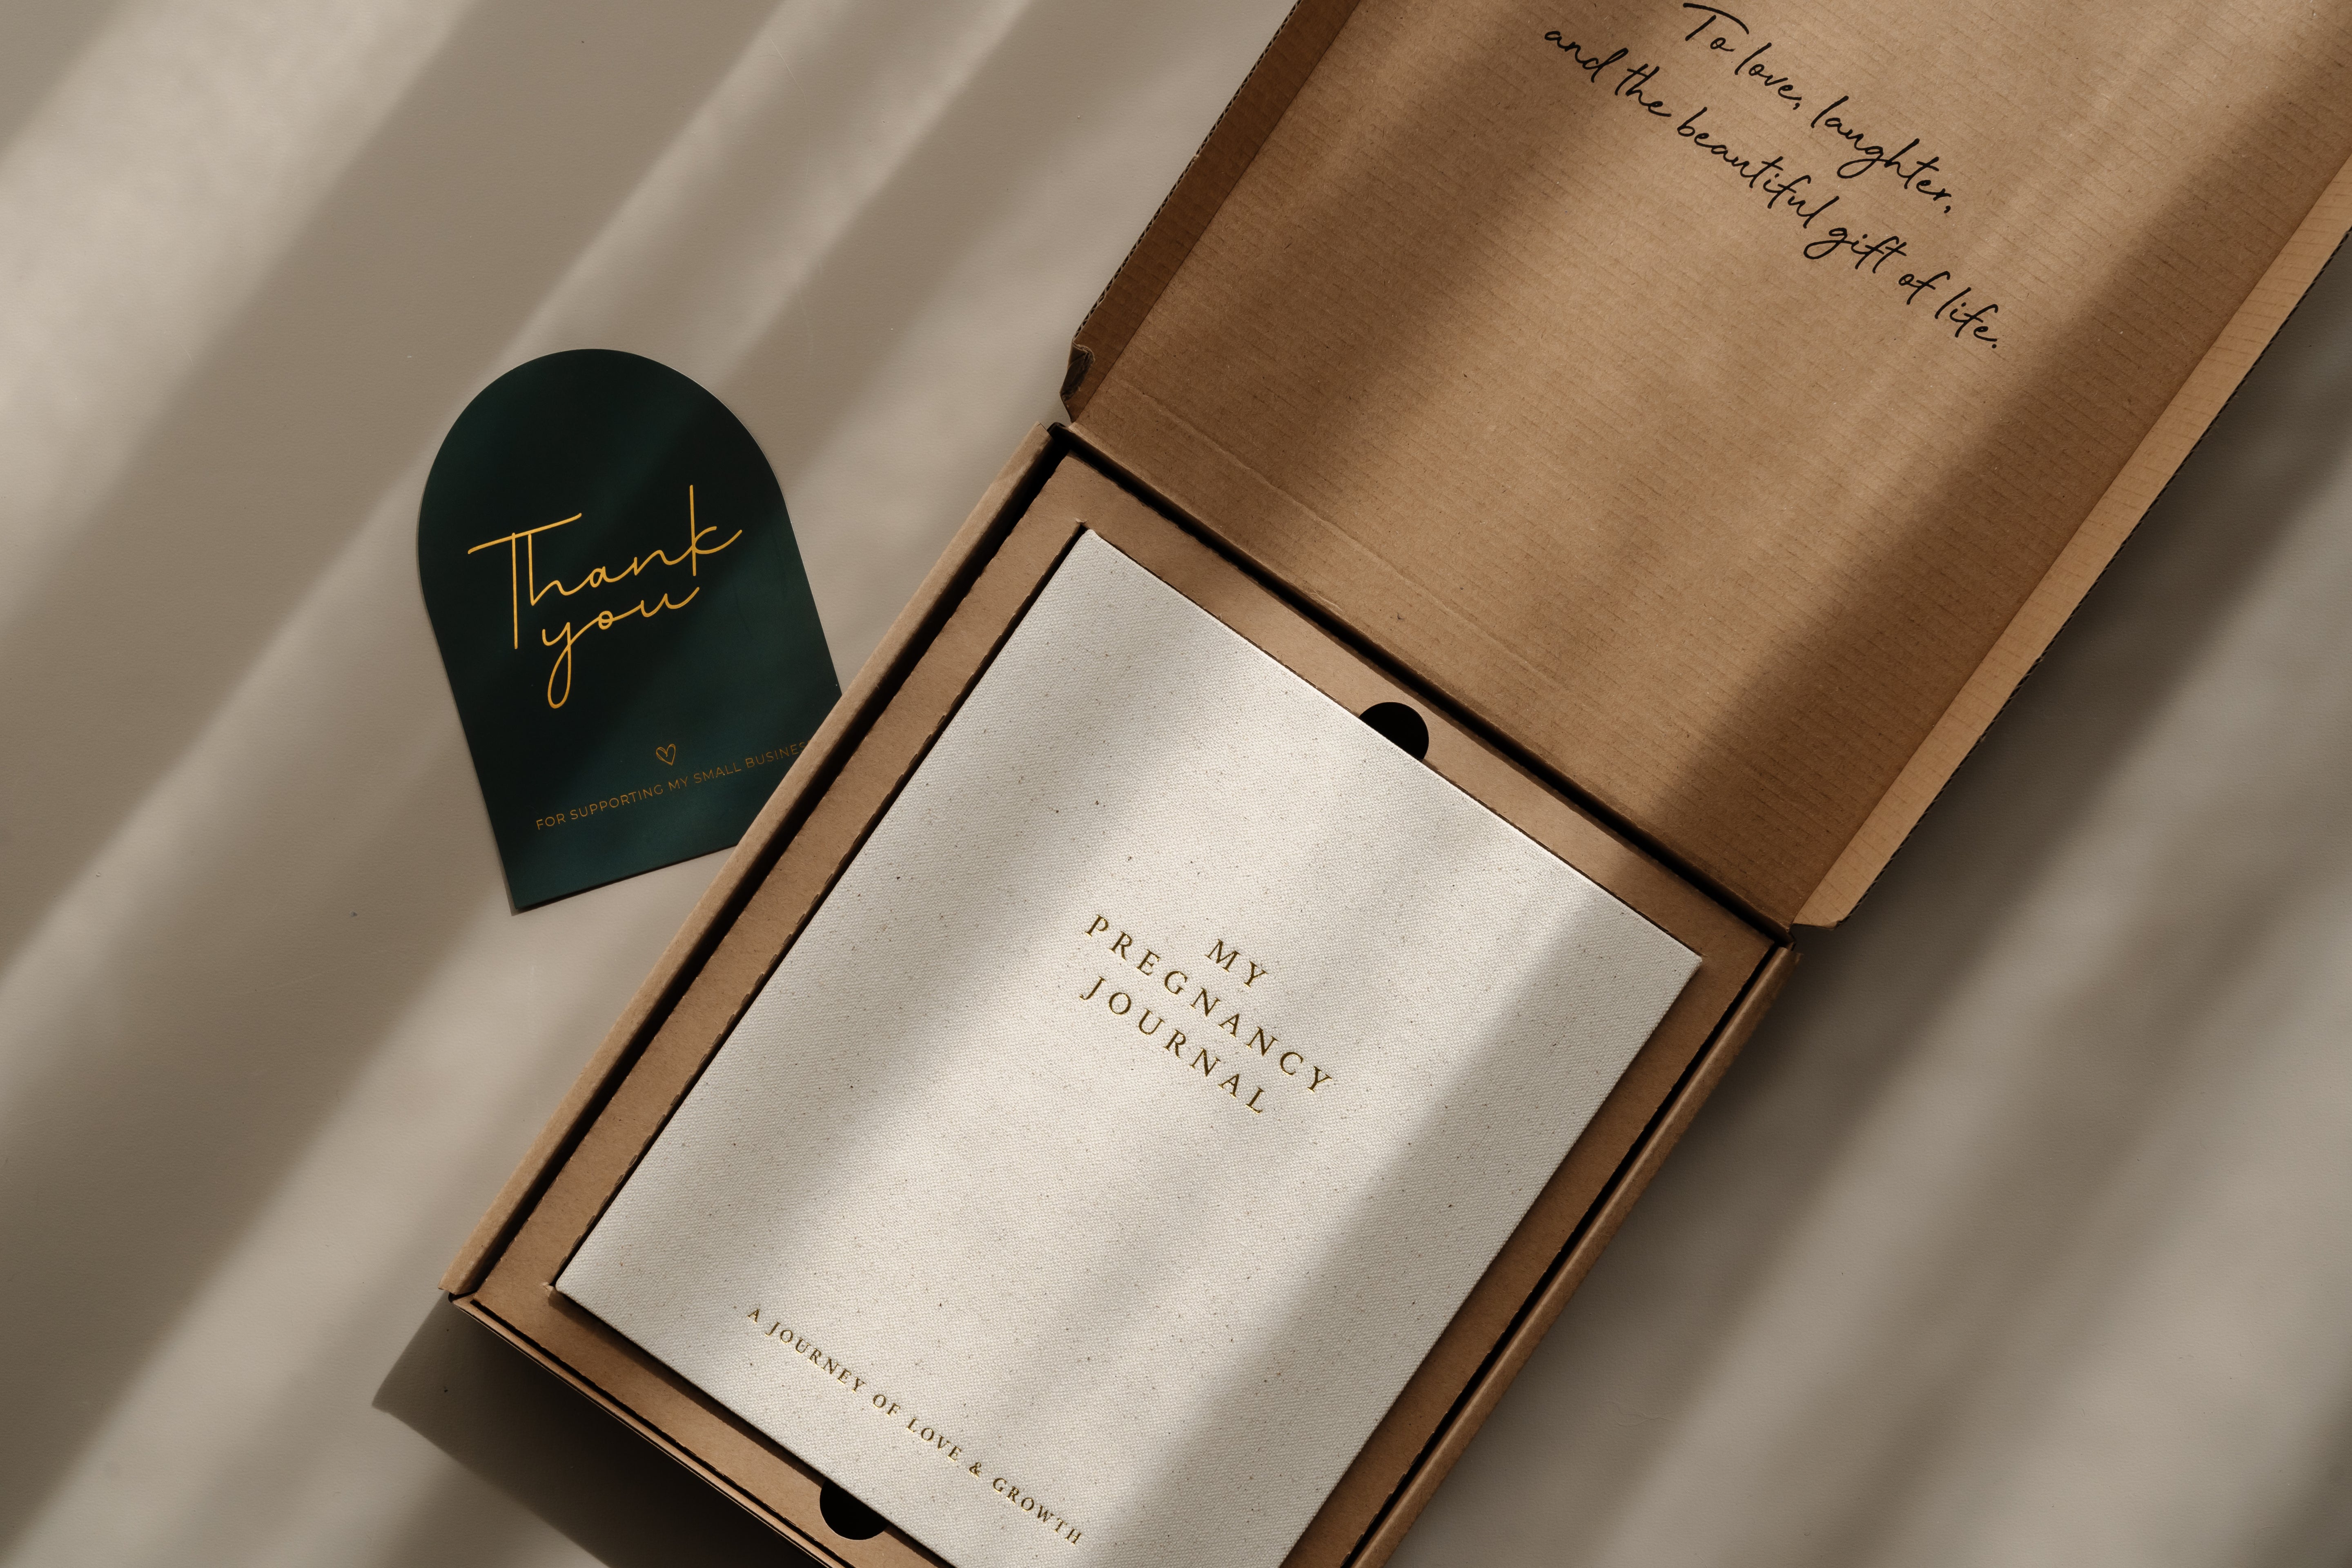 To love, laughter,
and the beautiful gift of life.
Thank
you
FOR SUPPORTING MY SMALL BUSINES
MY
PREGNANCY
JOURNAL
A JOURNEY OF LOVE & GROWTH